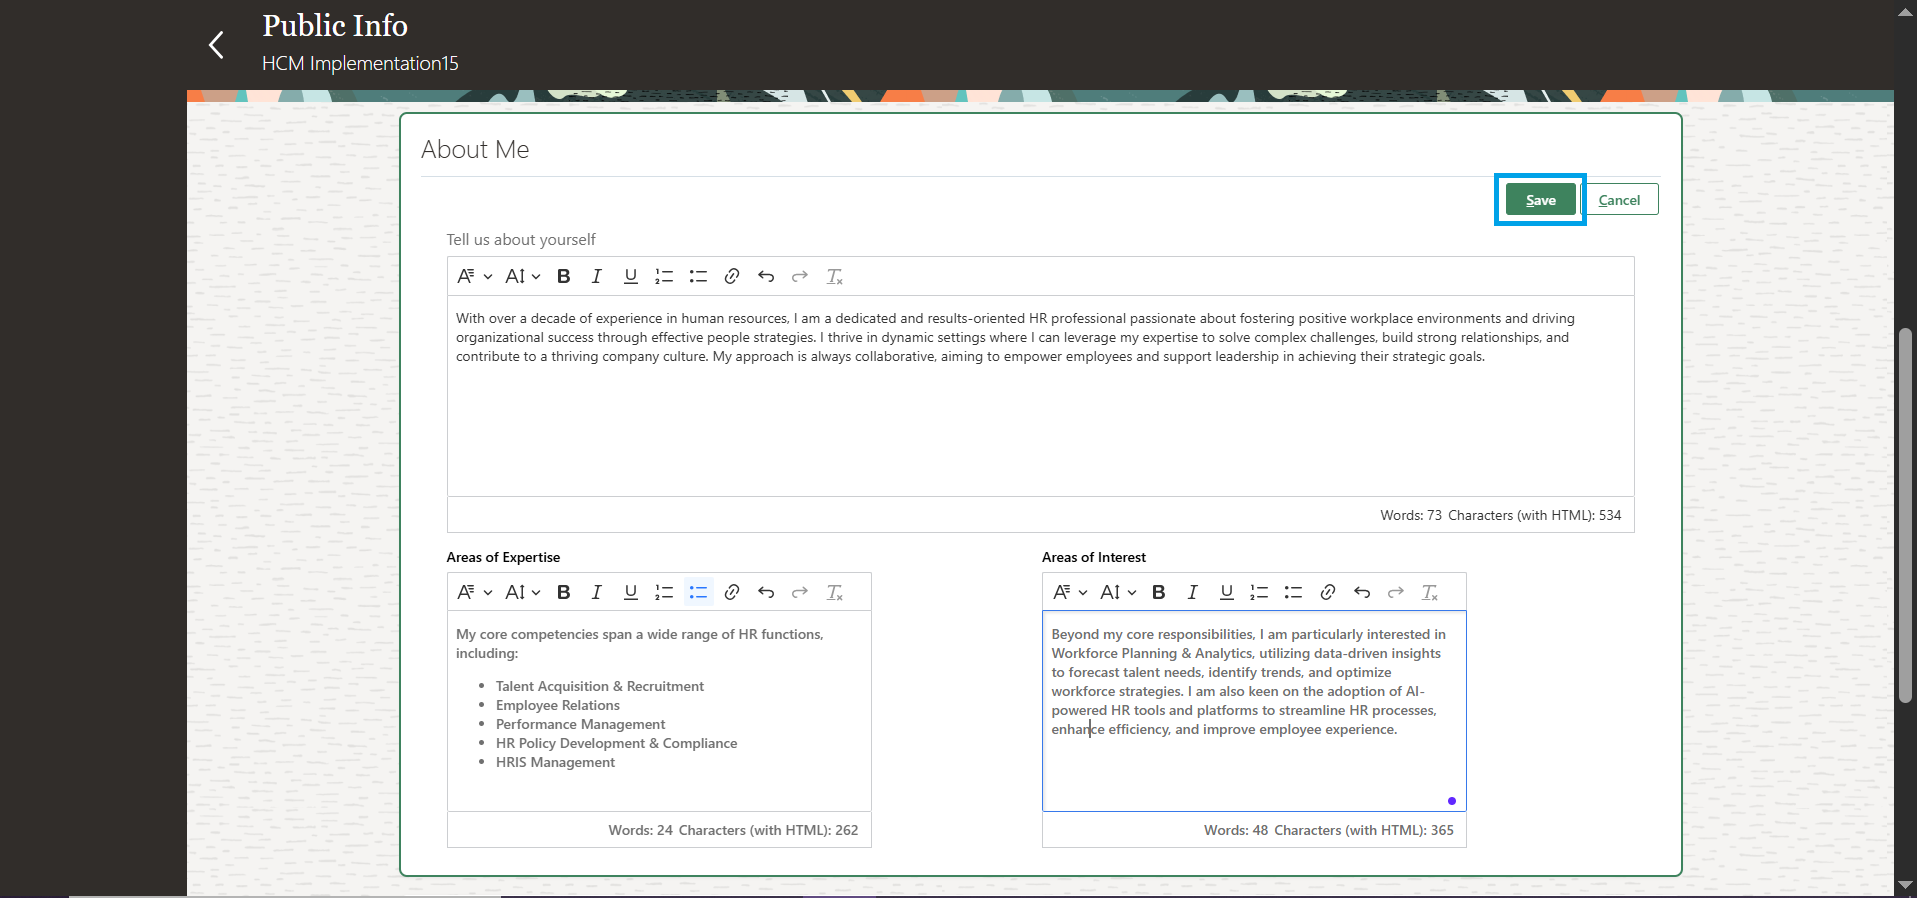 Public Info
HCM Implementation15
About Me
Save
Cancel
Tell us about yourself
With over a decade of experience in human resources, I am a dedicated and results-oriented HR professional passionate about fostering positive workplace environments and driving
organizational success through effective people strategies. I thrive in dynamic settings where I can leverage my expertise to solve complex challenges, build strong relationships, and
contribute to a thriving company culture. My approach is always collaborative, aiming to empower employees and support leadership in achieving their strategic goals.
Words: 73 Characters (with HTML): 534
Areas of Expertise
My core competencies span a wide range of HR functions,
including:
• Talent Acquisition & Recruitment
• Employee Relations
• Performance Management
• HR Policy Development & Compliance
• HRIS Management
Words: 24 Characters (with HTML): 262
Areas of Interest
Beyond my core responsibilities, I am particularly interested in
Workforce Planning & Analytics, utilizing data-driven insights
to forecast talent needs, identify trends, and optimize
workforce strategies. I am also keen on the adoption of AI-
powered HR tools and platforms to streamline HR processes,
enhance efficiency, and improve employee experience.
Words: 48 Characters (with HTML): 365